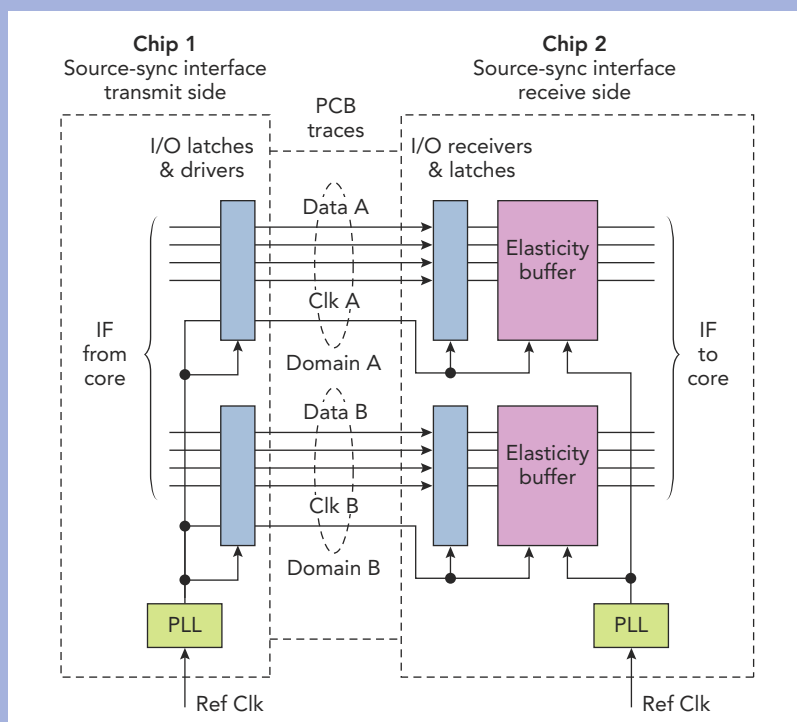 Chip 1
Source-sync interface
transmit side
Chip 2
Source-sync interface
receive side
PCB
traces
I/O latches
& drivers
I/O receivers
& latches
Data A
Elasticity
buffer
Clk A
IF
from
core
IF
to
core
Domain A
Data B
Elasticity
buffer
Clk B
Domain B
PLL
PLL
Ref Clk
Ref Clk